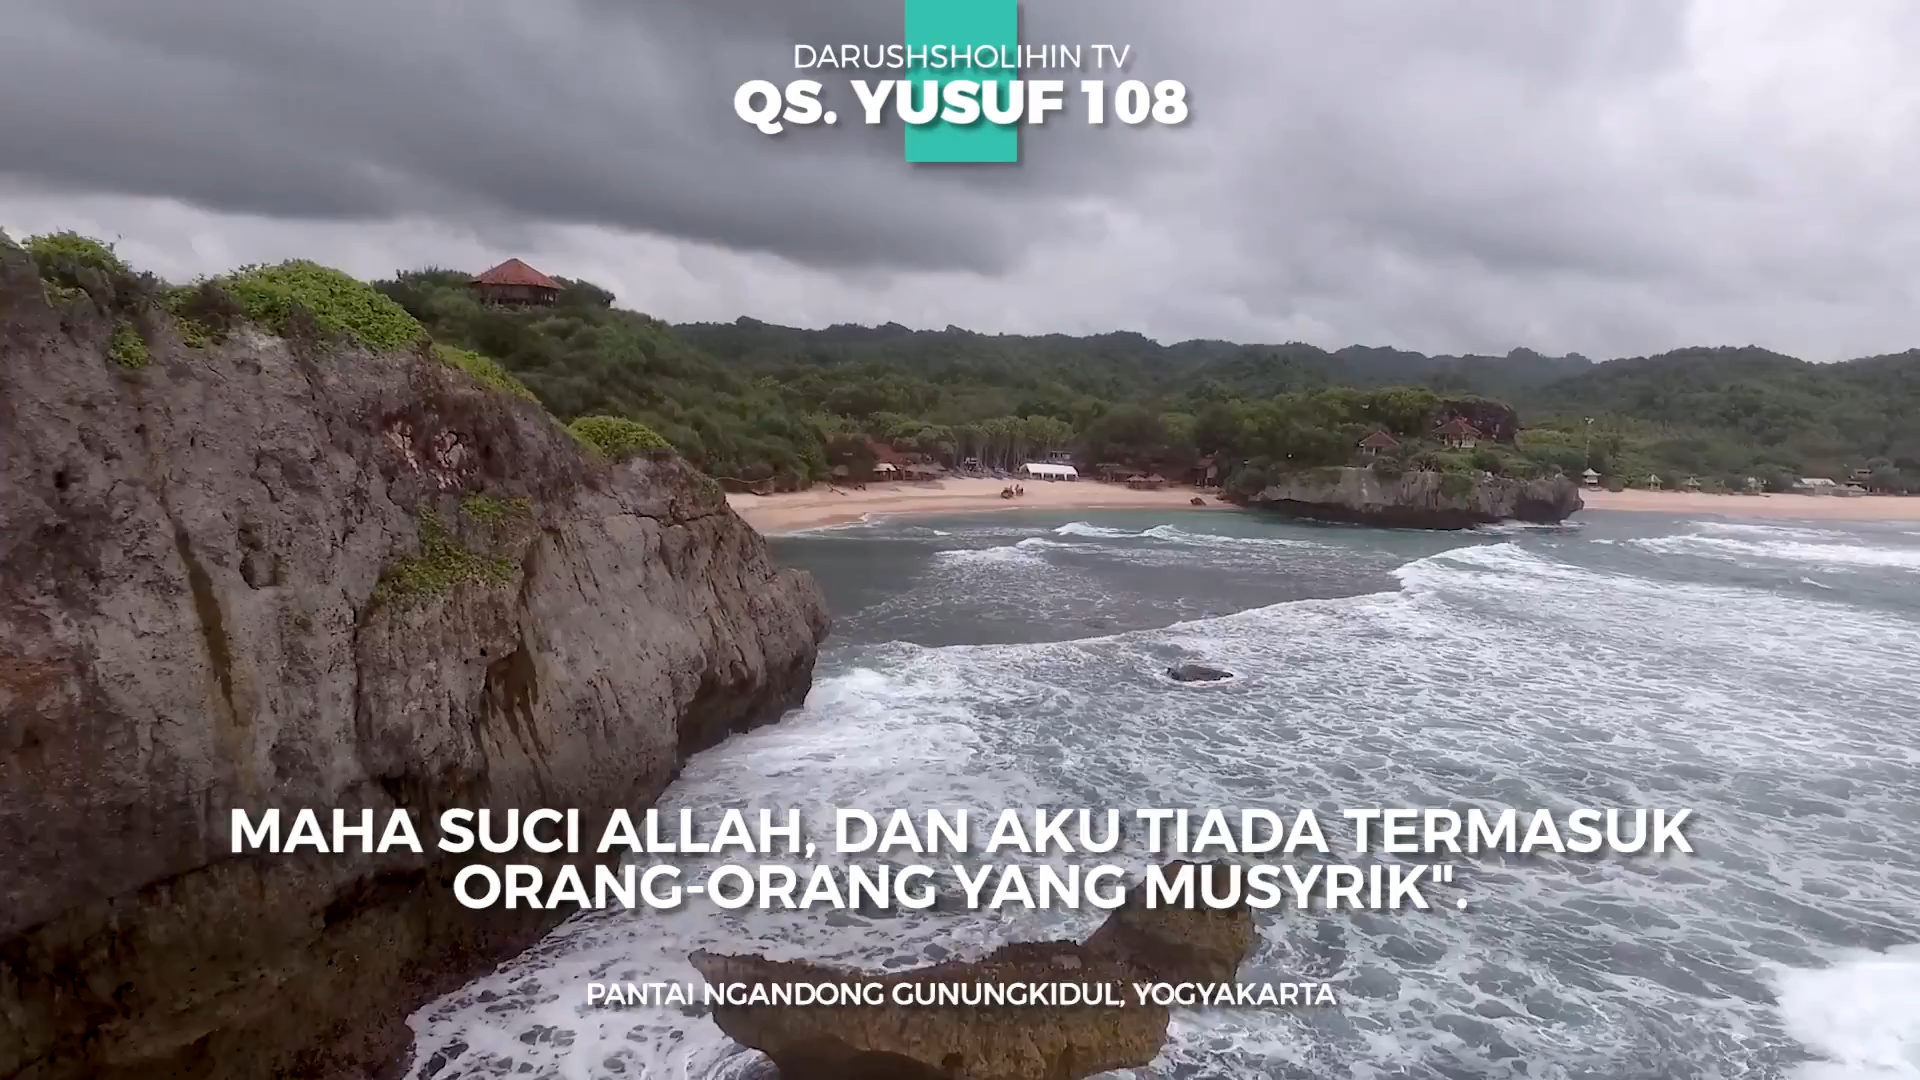 DARUSHSHOLIHIN TV
QS. YUSUF 108
MAHA SUCI ALLAH, DAN AKU TIADA TERMASUK
ORANG-ORANG YANG MUSYRIK".
PANTAI NGANDONG GUNUNGKIDUL, YOGYAKARTA